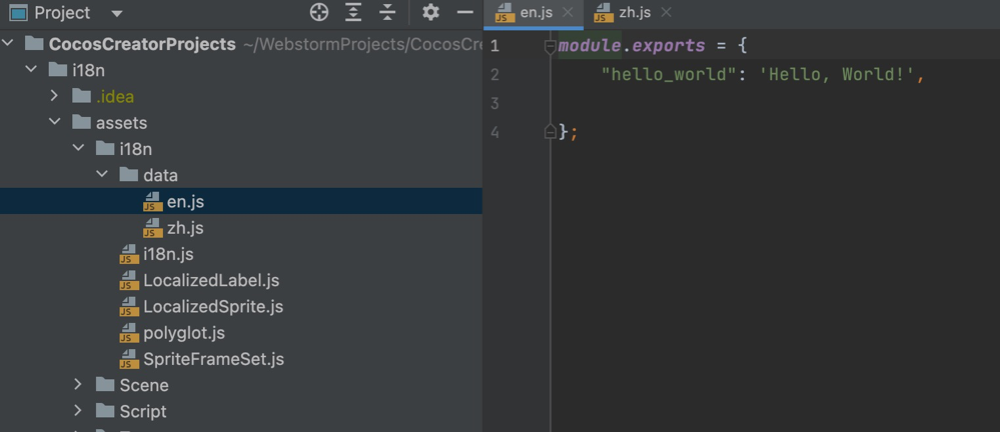 Project
CocosCreatorProjects ~/WebstormProjects/CocosCre
i18n
.idea
assets
i18n
data
en.js
zh.js
i18n.js
LocalizedLabel.js
LocalizedSprite.js
polyglot.js
SpriteFrameSet.js
Scene
Script
en.js
zh.js
1 module.exports = {
2 "hello_world": 'Hello, World!',
3
4 };